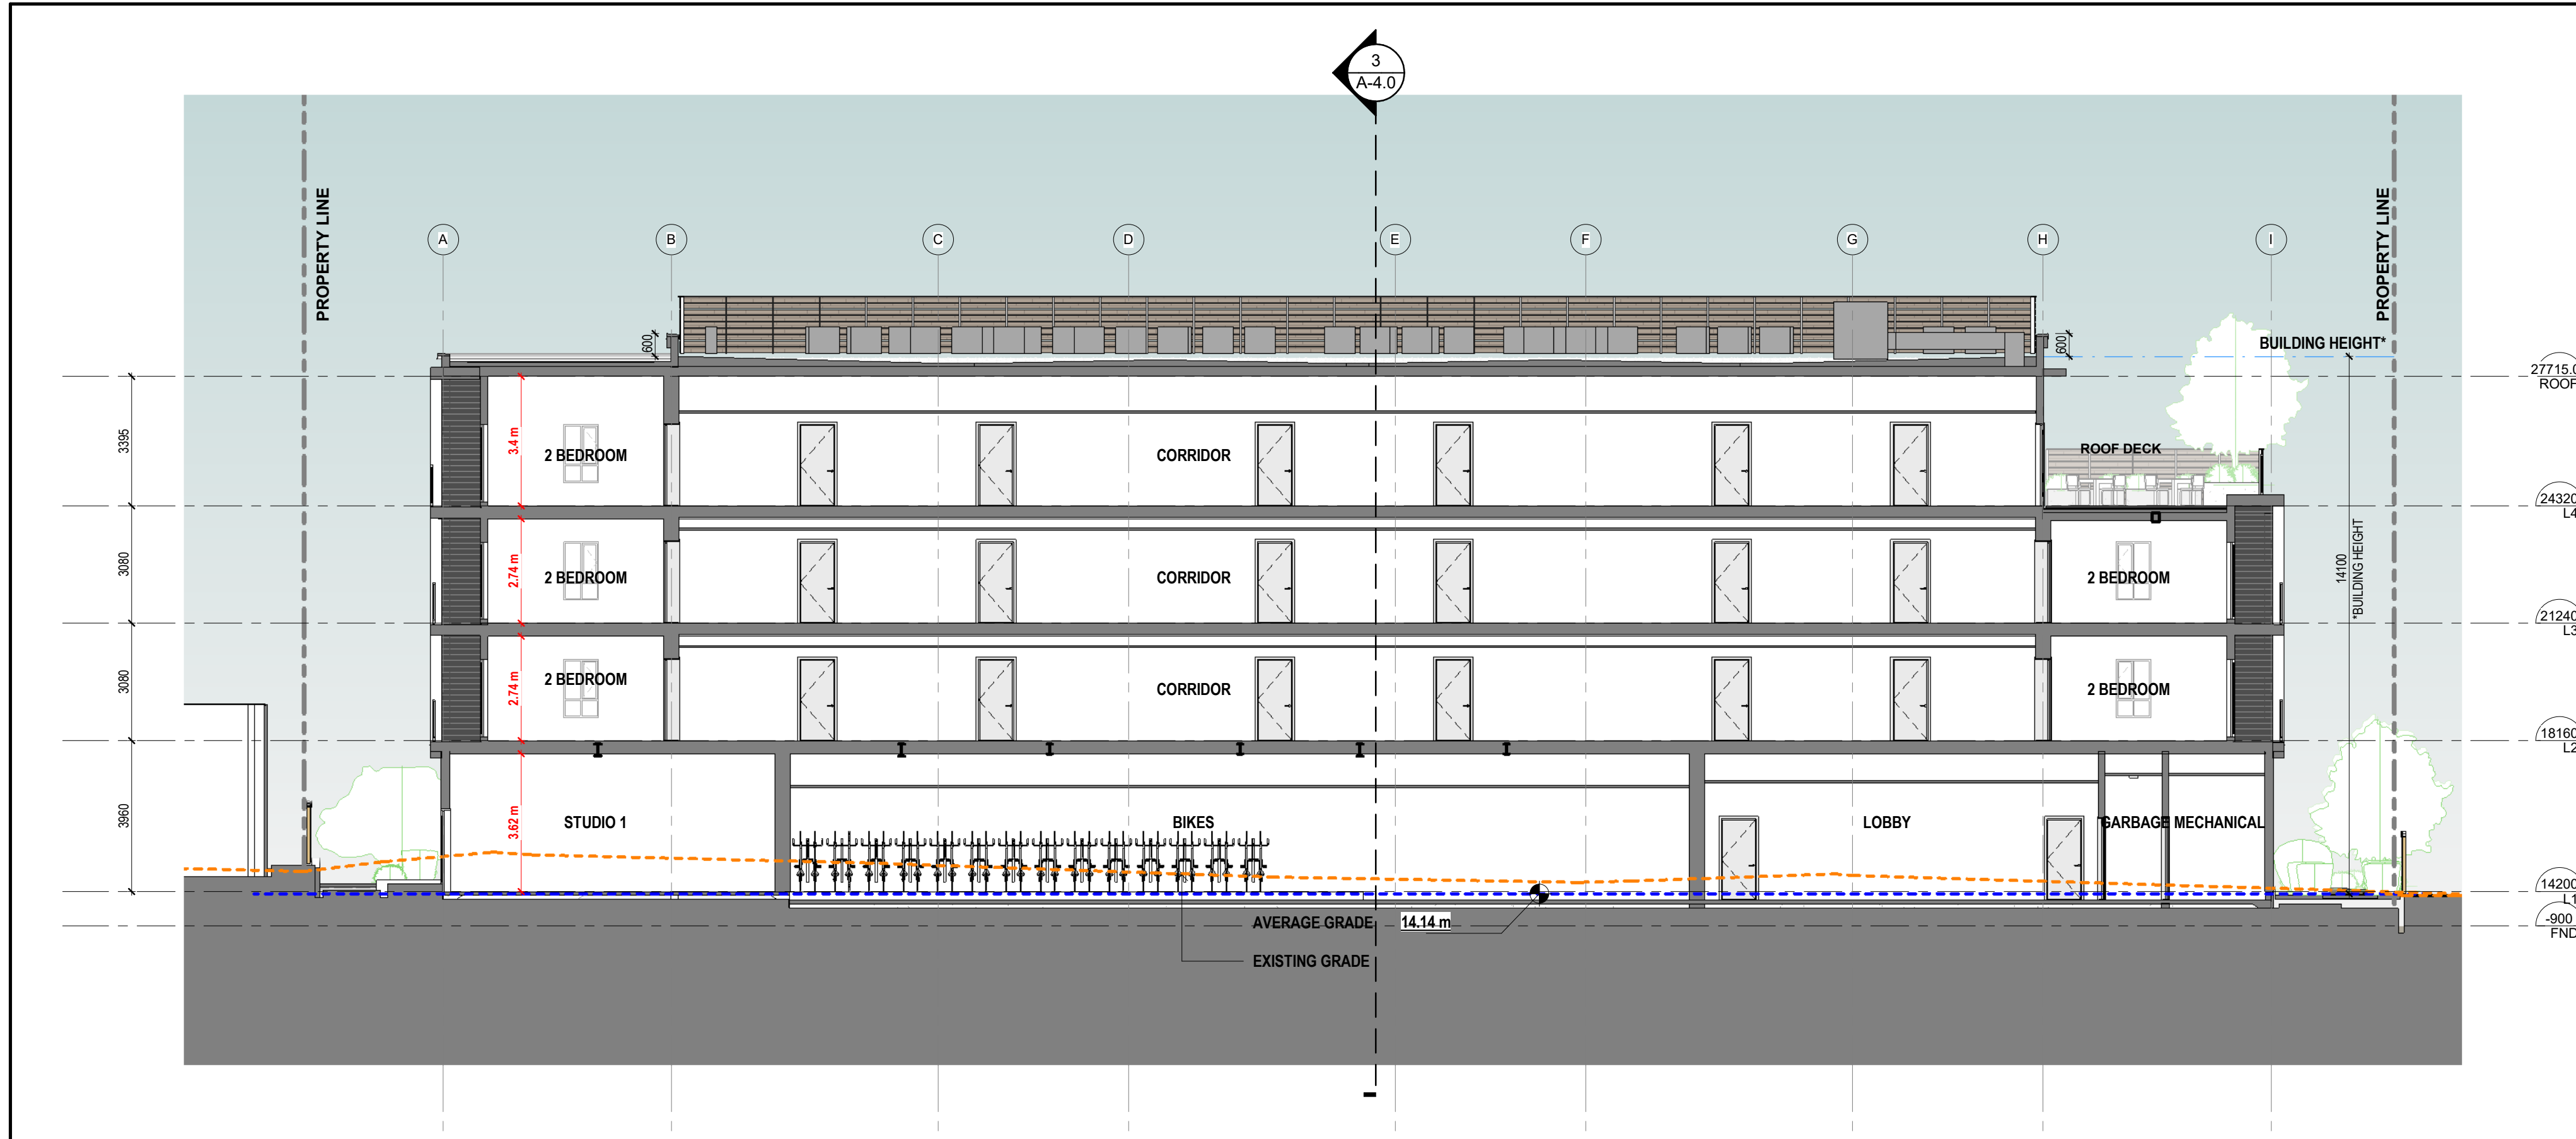 3
A-4.0
PROPERTY LINE
PROPERTY LINE
A
B
C
D
E
F
G
H
I
600
600
BUILDING HEIGHT*
27715.0
ROOF
3395
3.4 m
2 BEDROOM
CORRIDOR
ROOF DECK
24320
L4
3080
2.74 m
2 BEDROOM
CORRIDOR
2 BEDROOM
14100
*BUILDING HEIGHT
21240
L3
3080
2.74 m
2 BEDROOM
CORRIDOR
2 BEDROOM
18160
L2
3960
3.62 m
STUDIO 1
BIKES
LOBBY
GARBAGE MECHANICAL
14200
L1
AVERAGE GRADE 14.14 m
-900
FND
EXISTING GRADE